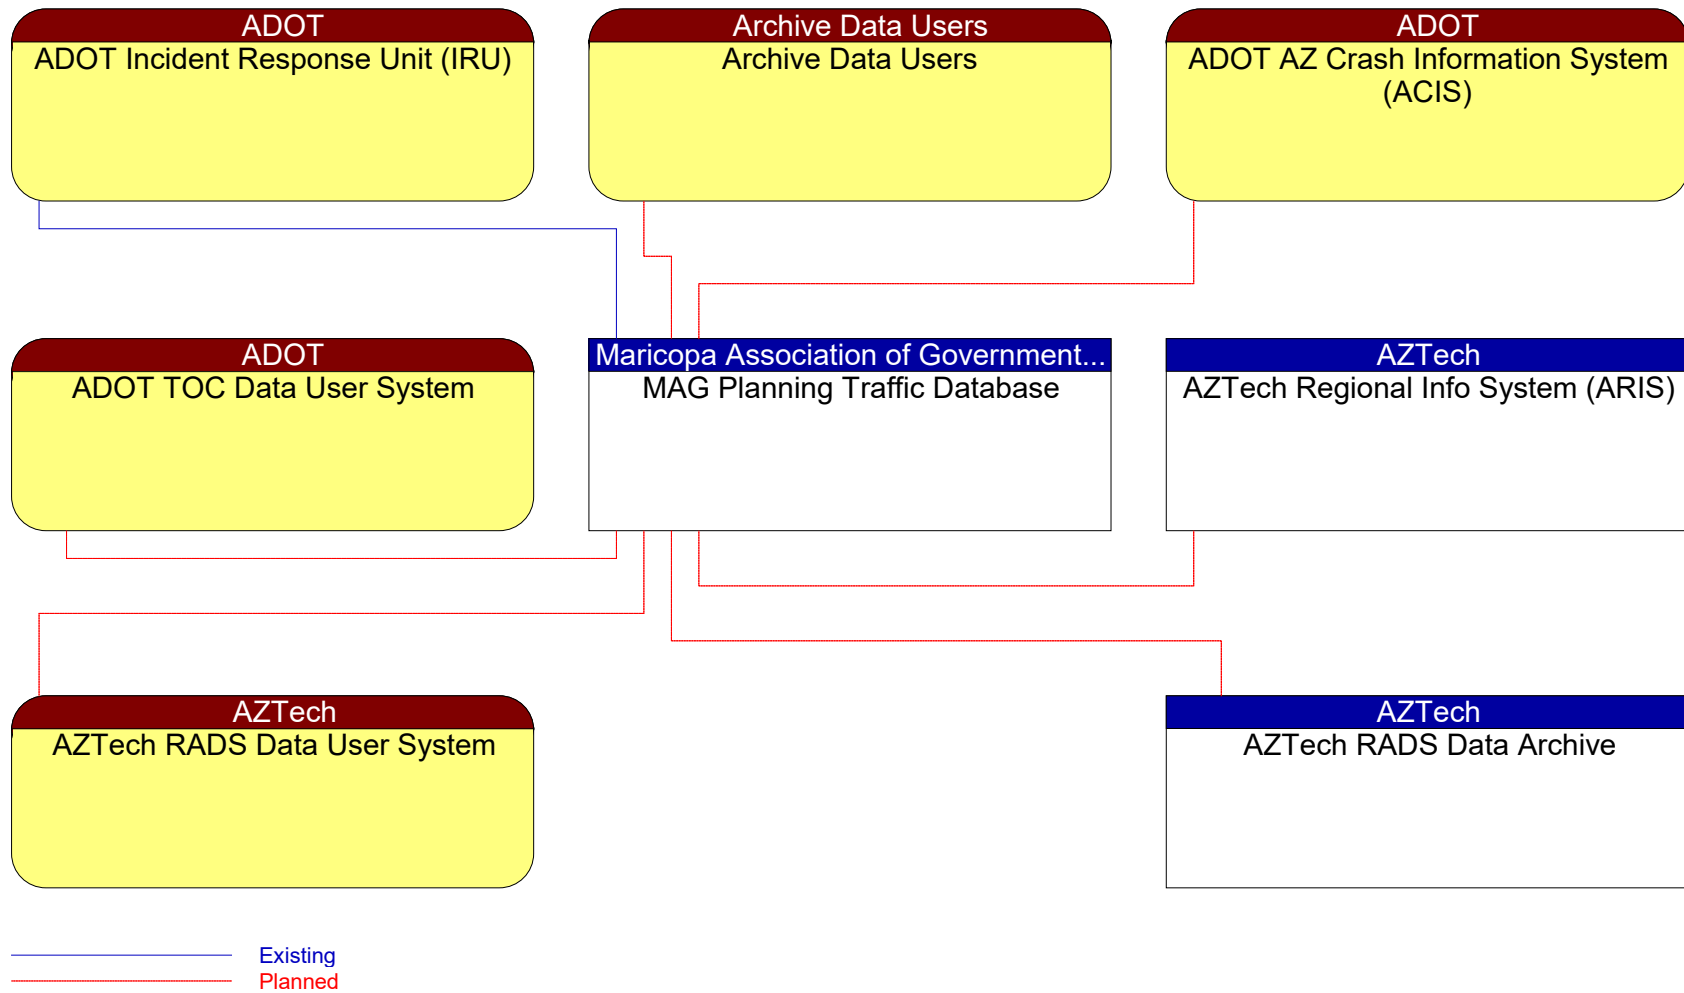 ADOT
ADOT Incident Response Unit (IRU)
Archive Data Users
Archive Data Users
ADOT
ADOT AZ Crash Information System
(ACIS)
ADOT
ADOT TOC Data User System
Maricopa Association of Government...
MAG Planning Traffic Database
AZTech
AZTech Regional Info System (ARIS)
AZTech
AZTech RADS Data User System
AZTech
AZTech RADS Data Archive
Existing
Planned